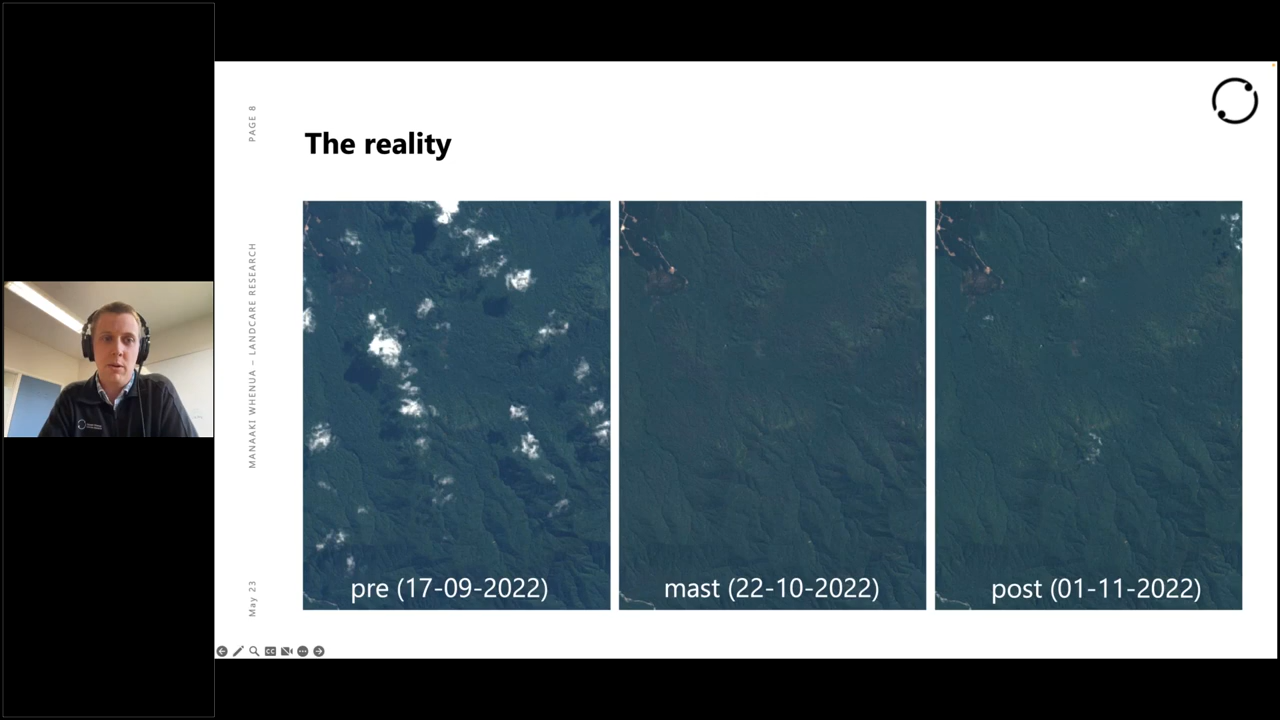 PAGE 8
The reality
MANAAKI WHENUA – LANDCARE RESEARCH
pre (17-09-2022)
mast (22-10-2022)
post (01-11-2022)
May 23
CC